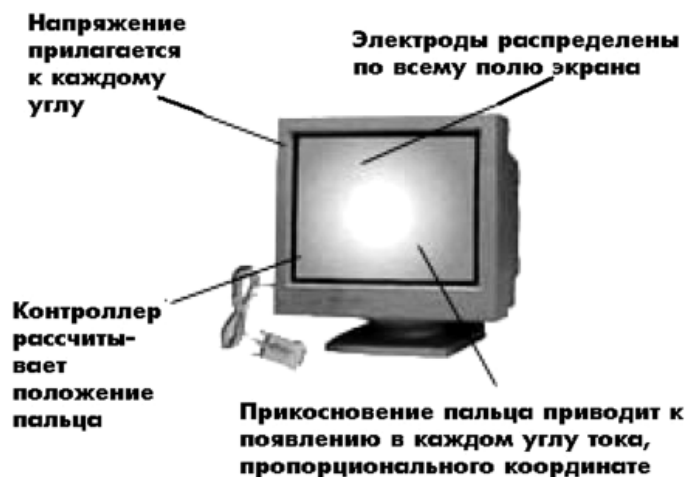 Напряжение
прилагается
к каждому
углу
Электроды распределены
по всему полю экрана
Контроллер
рассчиты-
вает
положение
пальца
Прикосновение пальца приводит к
появлению в каждом углу тока,
пропорционального координате